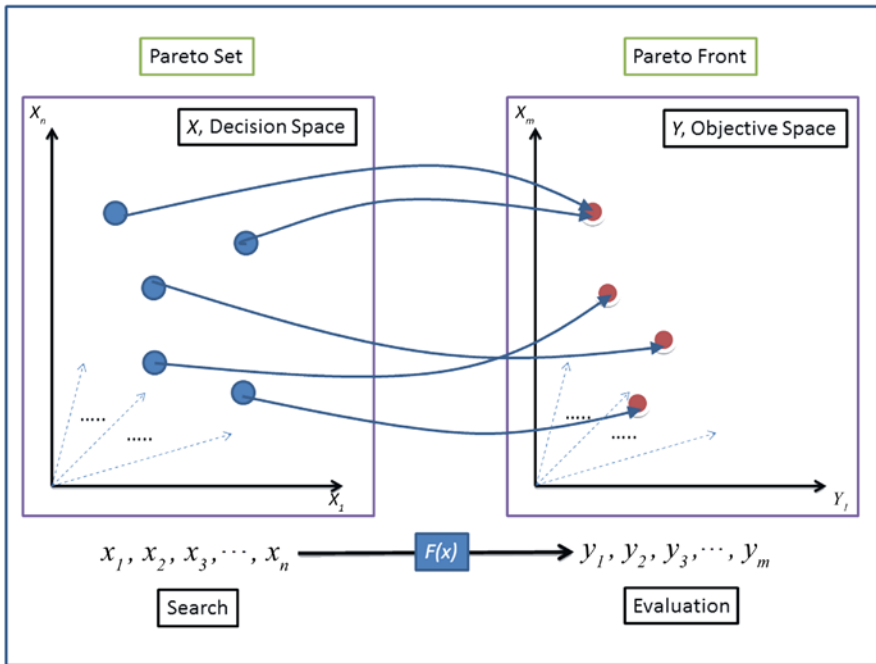 Pareto Set
Pareto Front
Xn
X, Decision Space
Xm
Y, Objective Space
.....
.....
.....
.....
X1
Y1
x1, x2, x3, ..., xn
F(x)
y1, y2, y3, ..., ym
Search
Evaluation